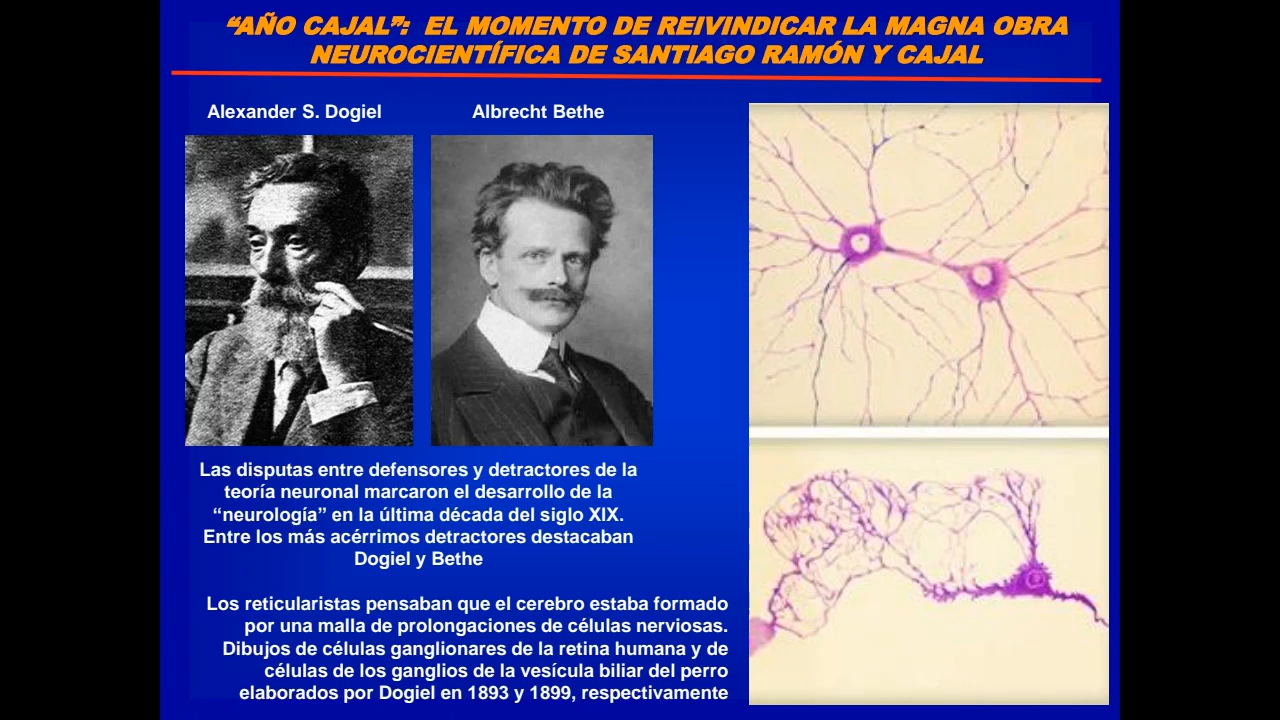 “AÑO CAJAL”: EL MOMENTO DE REIVINDICAR LA MAGNA OBRA
NEUROCIENTÍFICA DE SANTIAGO RAMÓN Y CAJAL
Alexander S. Dogiel
Albrecht Bethe
Las disputas entre defensores y detractores de la
teoría neuronal marcaron el desarrollo de la
“neurología” en la última década del siglo XIX.
Entre los más acérrimos detractores destacaban
Dogiel y Bethe
Los reticularistas pensaban que el cerebro estaba formado
por una malla de prolongaciones de células nerviosas.
Dibujos de células ganglionares de la retina humana y de
células de los ganglios de la vesícula biliar del perro
elaborados por Dogiel en 1893 y 1899, respectivamente